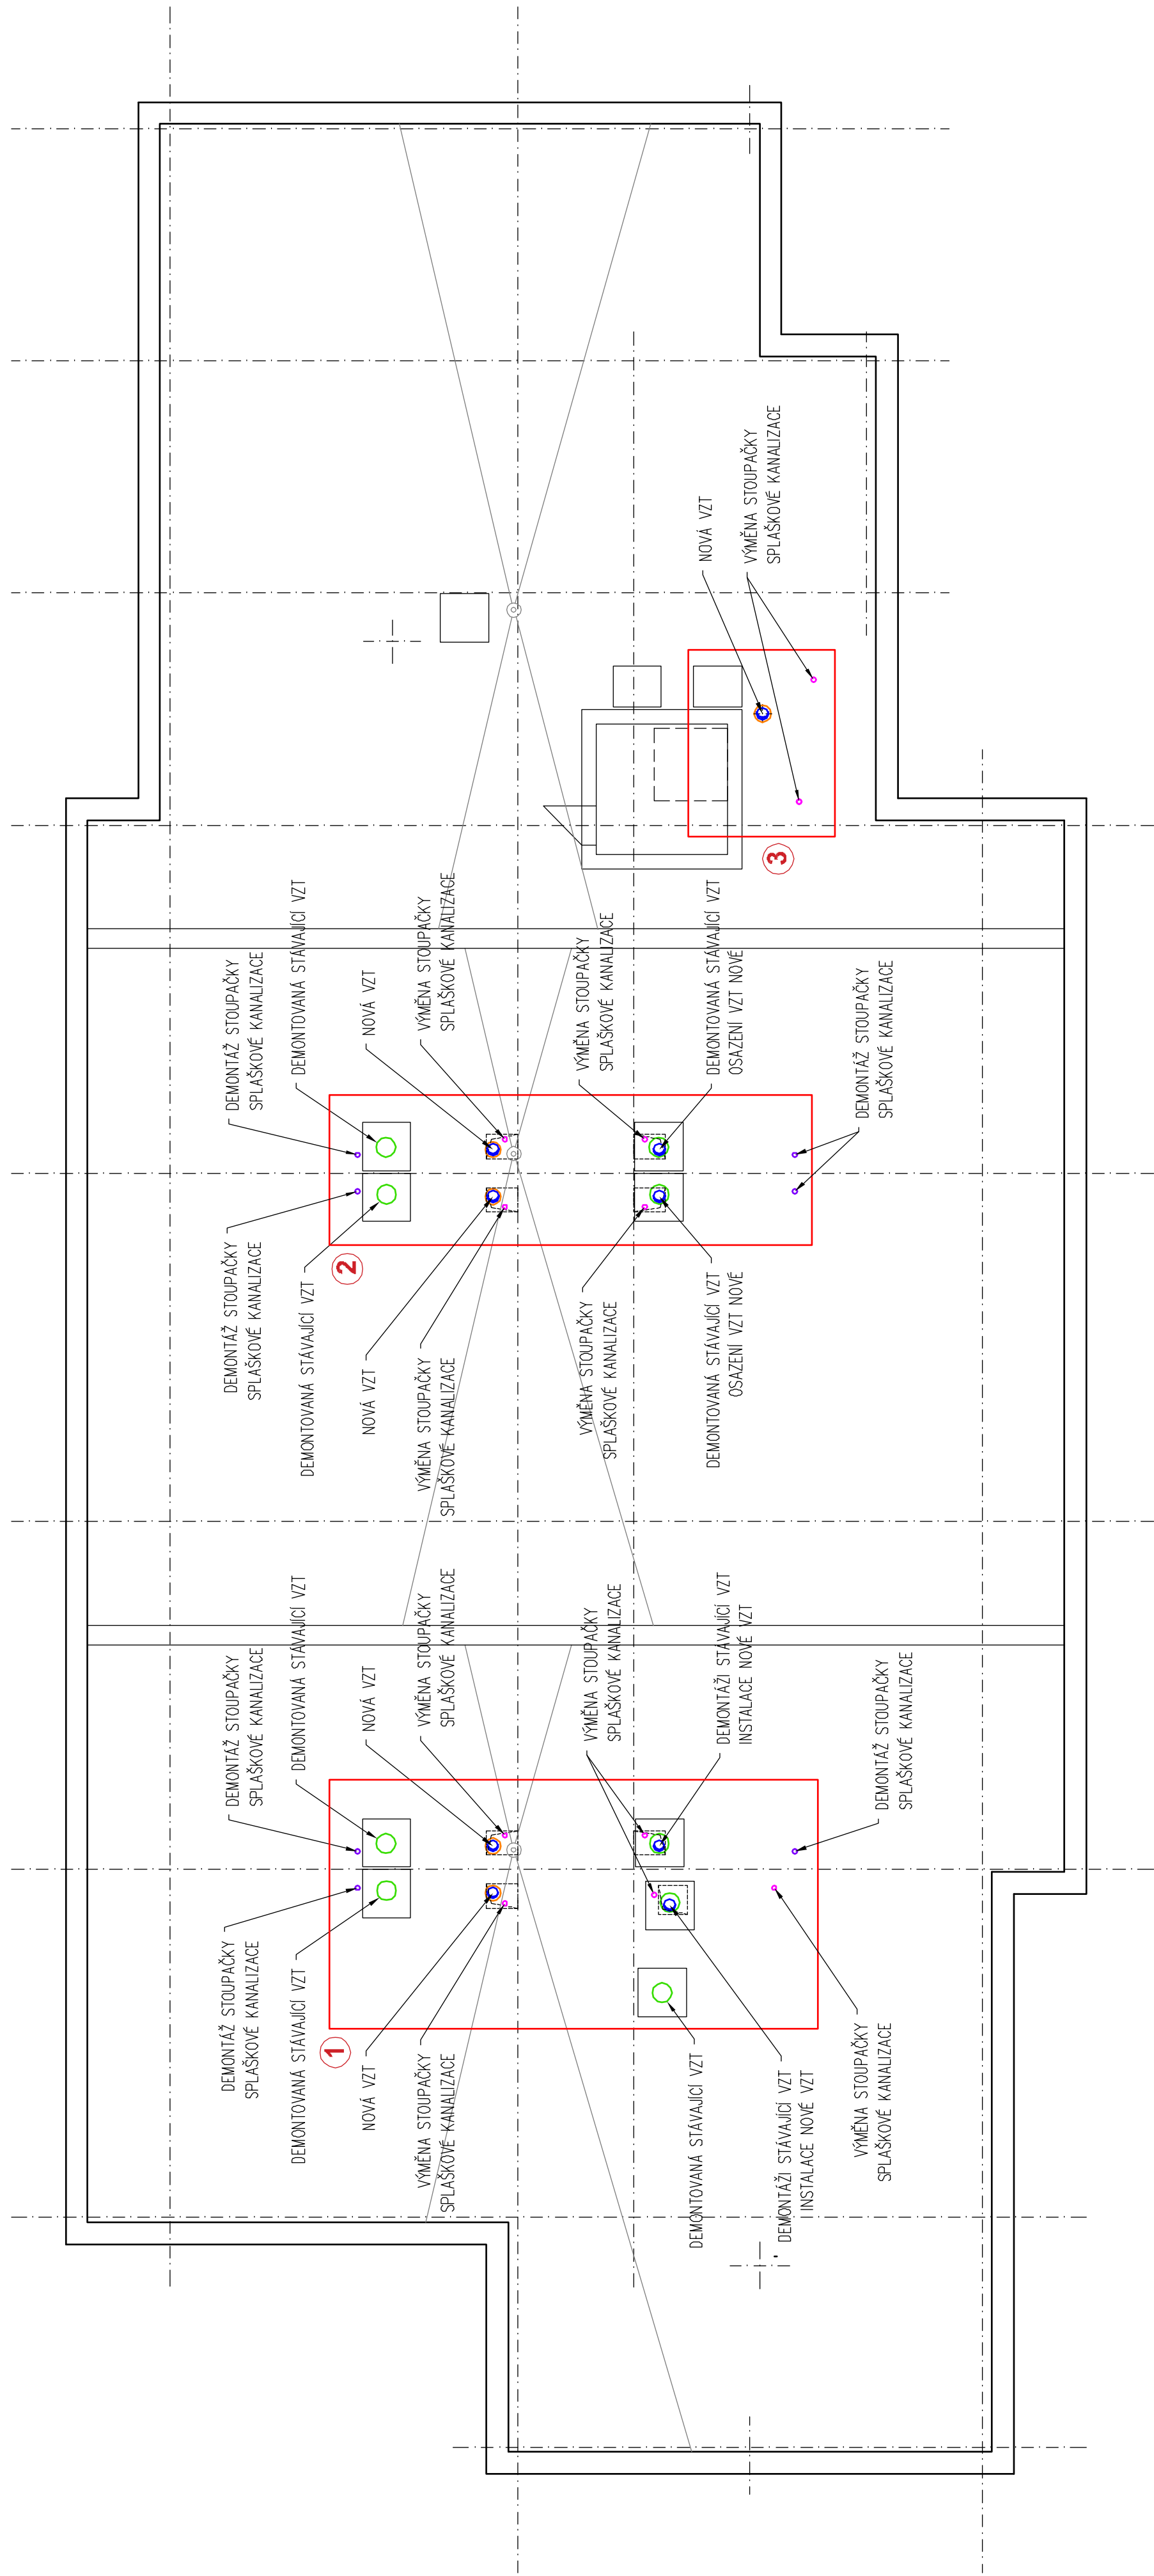 DEMONTÁŽ STOUPAČKY
SPLAŠKOVÉ KANALIZACE
DEMONTOVANÁ STÁVAJÍCÍ VZT
NOVÁ VZT
VÝMĚNA STOUPAČKY
SPLAŠKOVÉ KANALIZACE
1
DEMONTOVANÁ STÁVAJÍCÍ VZT
DEMONTÁŽI STÁVAJÍCÍ VZT
INSTALACE NOVÉ VZT
VÝMĚNA STOUPAČKY
SPLAŠKOVÉ KANALIZACE
DEMONTÁŽ STOUPAČKY
SPLAŠKOVÉ KANALIZACE
DEMONTOVANÁ STÁVAJÍCÍ VZT
NOVÁ VZT
VÝMĚNA STOUPAČKY
SPLAŠKOVÉ KANALIZACE
VÝMĚNA STOUPAČKY
SPLAŠKOVÉ KANALIZACE
DEMONTÁŽI STÁVAJÍCÍ VZT
INSTALACE NOVÉ VZT
DEMONTÁŽ STOUPAČKY
SPLAŠKOVÉ KANALIZACE
DEMONTÁŽ STOUPAČKY
SPLAŠKOVÉ KANALIZACE
DEMONTOVANÁ STÁVAJÍCÍ VZT
2
NOVÁ VZT
VÝMĚNA STOUPAČKY
SPLAŠKOVÉ KANALIZACE
VÝMĚNA STOUPAČKY
SPLAŠKOVÉ KANALIZACE
DEMONTOVANÁ STÁVAJÍCÍ VZT
OSAZENÍ VZT NOVÉ
DEMONTÁŽ STOUPAČKY
SPLAŠKOVÉ KANALIZACE
DEMONTOVANÁ STÁVAJÍCÍ VZT
NOVÁ VZT
VÝMĚNA STOUPAČKY
SPLAŠKOVÉ KANALIZACE
VÝMĚNA STOUPAČKY
SPLAŠKOVÉ KANALIZACE
DEMONTOVANÁ STÁVAJÍCÍ VZT
OSAZENÍ VZT NOVÉ
DEMONTÁŽ STOUPAČKY
SPLAŠKOVÉ KANALIZACE
3
NOVÁ VZT
VÝMĚNA STOUPAČKY
SPLAŠKOVÉ KANALIZACE